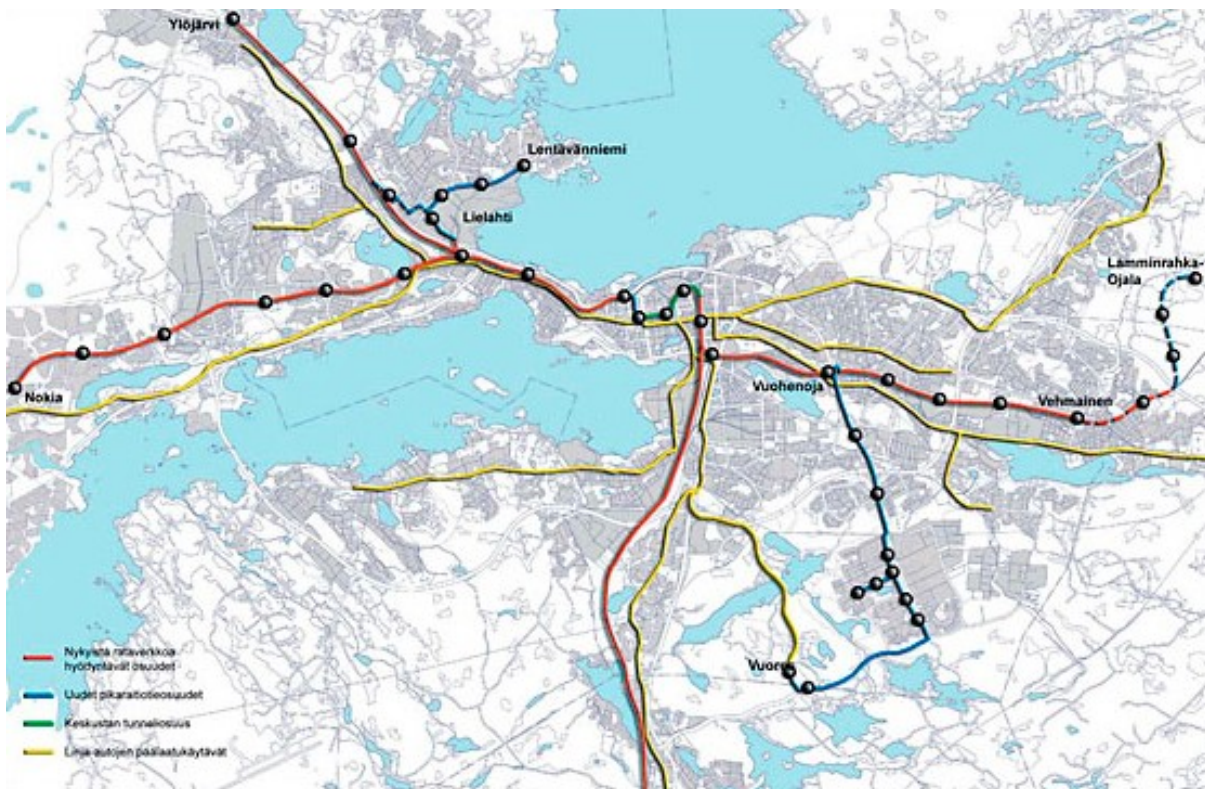 Ylöjärvi
Lentävänniemi
Lielahti
Lamminrahka-
Ojala
Nokia
Vuohenoja
Vehmainen
Vuores
Nykyistä rataverkkoa
hyödyntävät osuudet
Uudet pikaraitiotieosuudet
Keskustan tunneliosuus
Linja-autojen päälaatukäytävät